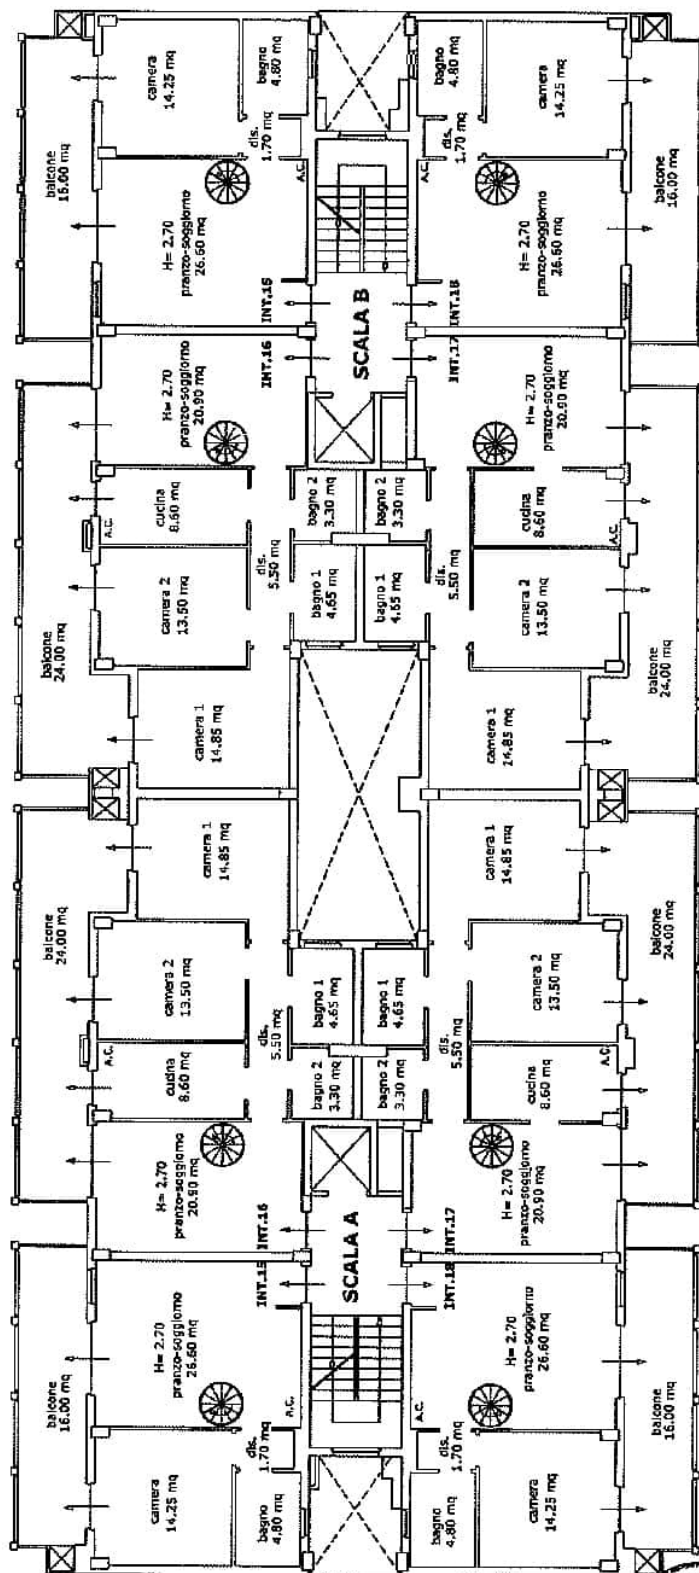 balcone
16.00 mq
balcone
24.00 mq
balcone
24.00 mq
balcone
16.00 mq
camera
14.25 mq
H= 2.70
pranzo-soggiorno
26.60 mq
H= 2.70
pranzo-soggiorno
20.90 mq
A.C.
cucina
8.60 mq
camera 2
13.50 mq
camera 1
14.85 mq
camera 1
14.85 mq
camera 2
13.50 mq
A.C.
cucina
8.60 mq
H= 2.70
pranzo-soggiorno
20.90 mq
H= 2.70
pranzo-soggiorno
26.60 mq
camera
14.25 mq
bagno
4.80 mq
dis.
1.70 mq
A.C.
INT.15
INT.16
dis.
5.50 mq
bagno 2
3.30 mq
bagno 1
4.65 mq
bagno 1
4.65 mq
bagno 2
3.30 mq
dis.
5.50 mq
INT.16
INT.15
A.C.
dis.
1.70 mq
bagno
4.80 mq
SCALA A
SCALA B
bagno
4.80 mq
dis.
1.70 mq
A.C.
INT.18
INT.17
bagno 2
3.30 mq
bagno 1
4.65 mq
dis.
5.50 mq
bagno 1
4.65 mq
bagno 2
3.30 mq
dis.
5.50 mq
INT.17
INT.18
A.C.
dis.
1.70 mq
bagno
4.80 mq
camera
14.25 mq
H= 2.70
pranzo-soggiorno
26.60 mq
H= 2.70
pranzo-soggiorno
20.90 mq
cucina
8.60 mq
A.C.
camera 2
13.50 mq
camera 1
14.85 mq
camera 1
14.85 mq
camera 2
13.50 mq
cucina
8.60 mq
A.C.
H= 2.70
pranzo-soggiorno
20.90 mq
H= 2.70
pranzo-soggiorno
26.60 mq
camera
14.25 mq
balcone
16.00 mq
balcone
24.00 mq
balcone
24.00 mq
balcone
16.00 mq